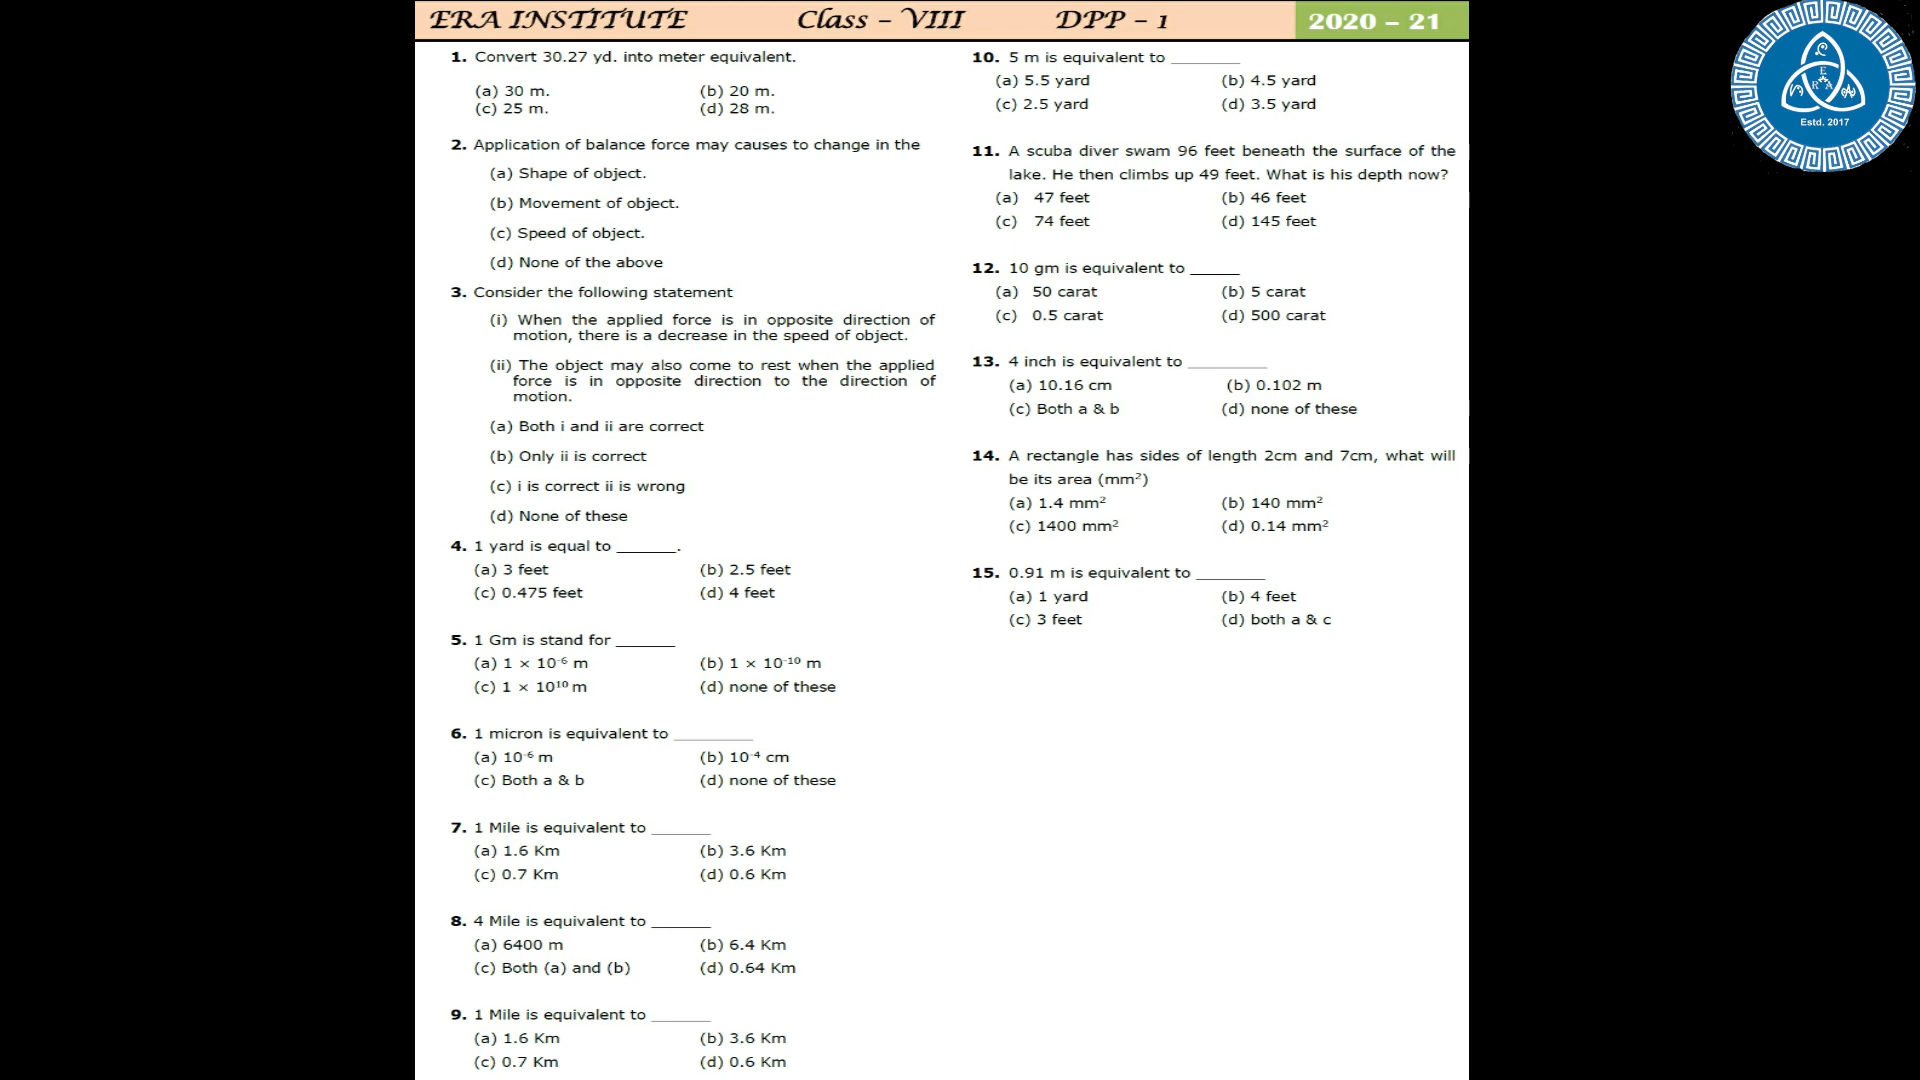 ERA INSTITUTE Class – VIII DPP – 1 2020 – 21
1. Convert 30.27 yd. into meter equivalent.
(a) 30 m. (b) 20 m.
(c) 25 m. (d) 28 m.
2. Application of balance force may causes to change in the
(a) Shape of object.
(b) Movement of object.
(c) Speed of object.
(d) None of the above
3. Consider the following statement
(i) When the applied force is in opposite direction of
motion, there is a decrease in the speed of object.
(ii) The object may also come to rest when the applied
force is in opposite direction to the direction of
motion.
(a) Both i and ii are correct
(b) Only ii is correct
(c) i is correct ii is wrong
(d) None of these
4. 1 yard is equal to ______.
(a) 3 feet (b) 2.5 feet
(c) 0.475 feet (d) 4 feet
5. 1 Gm is stand for ______
(a) 1 × 10⁻⁶ m (b) 1 × 10⁻¹⁰ m
(c) 1 × 10¹⁰ m (d) none of these
6. 1 micron is equivalent to ________
(a) 10⁻⁶ m (b) 10⁻⁴ cm
(c) Both a & b (d) none of these
7. 1 Mile is equivalent to ______
(a) 1.6 Km (b) 3.6 Km
(c) 0.7 Km (d) 0.6 Km
8. 4 Mile is equivalent to ______
(a) 6400 m (b) 6.4 Km
(c) Both (a) and (b) (d) 0.64 Km
9. 1 Mile is equivalent to ______
(a) 1.6 Km (b) 3.6 Km
(c) 0.7 Km (d) 0.6 Km
10. 5 m is equivalent to _______
(a) 5.5 yard (b) 4.5 yard
(c) 2.5 yard (d) 3.5 yard
11. A scuba diver swam 96 feet beneath the surface of the
lake. He then climbs up 49 feet. What is his depth now?
(a) 47 feet (b) 46 feet
(c) 74 feet (d) 145 feet
12. 10 gm is equivalent to _____
(a) 50 carat (b) 5 carat
(c) 0.5 carat (d) 500 carat
13. 4 inch is equivalent to ________
(a) 10.16 cm (b) 0.102 m
(c) Both a & b (d) none of these
14. A rectangle has sides of length 2cm and 7cm, what will
be its area (mm²)
(a) 1.4 mm² (b) 140 mm²
(c) 1400 mm² (d) 0.14 mm²
15. 0.91 m is equivalent to _______
(a) 1 yard (b) 4 feet
(c) 3 feet (d) both a & c
E
R A
Estd. 2017